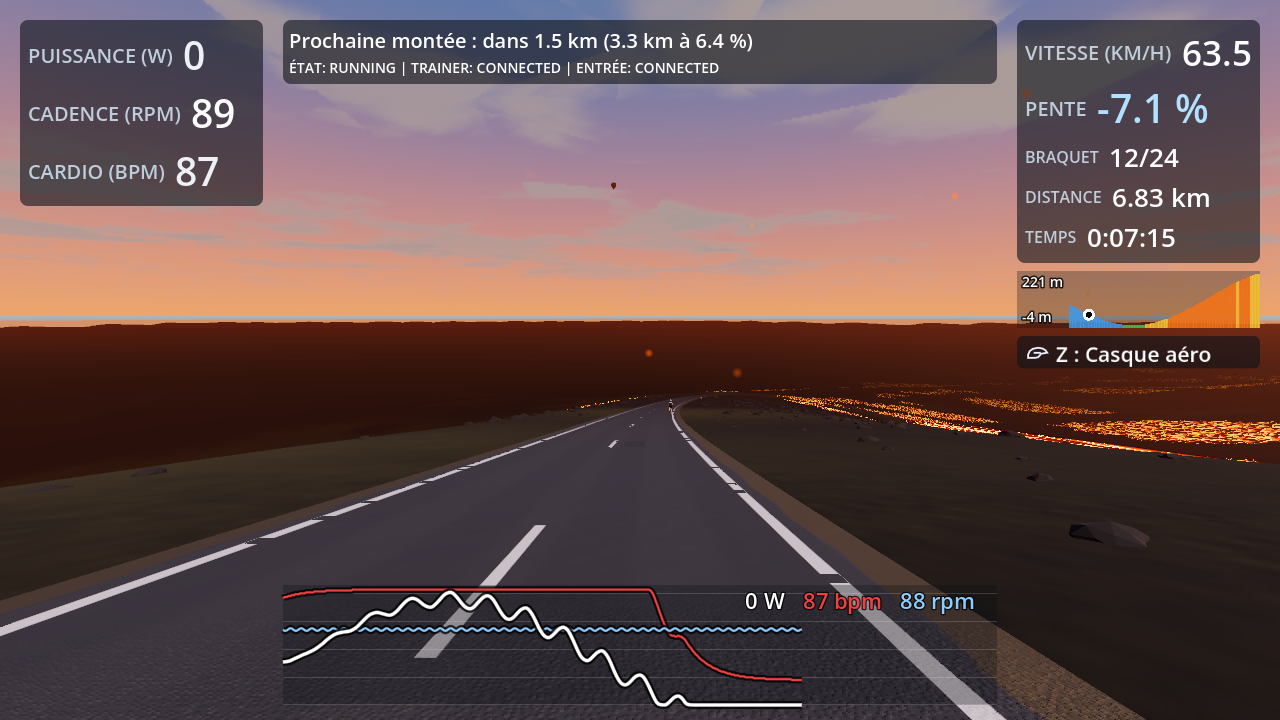 PUISSANCE (W) 0
CADENCE (RPM) 89
CARDIO (BPM) 87
Prochaine montée : dans 1.5 km (3.3 km à 6.4 %)
ÉTAT: RUNNING | TRAINER: CONNECTED | ENTRÉE: CONNECTED
VITESSE (KM/H) 63.5
PENTE -7.1 %
BRAQUET 12/24
DISTANCE 6.83 km
TEMPS 0:07:15
221 m
-4 m
Z : Casque aéro
0 W 87 bpm 88 rpm